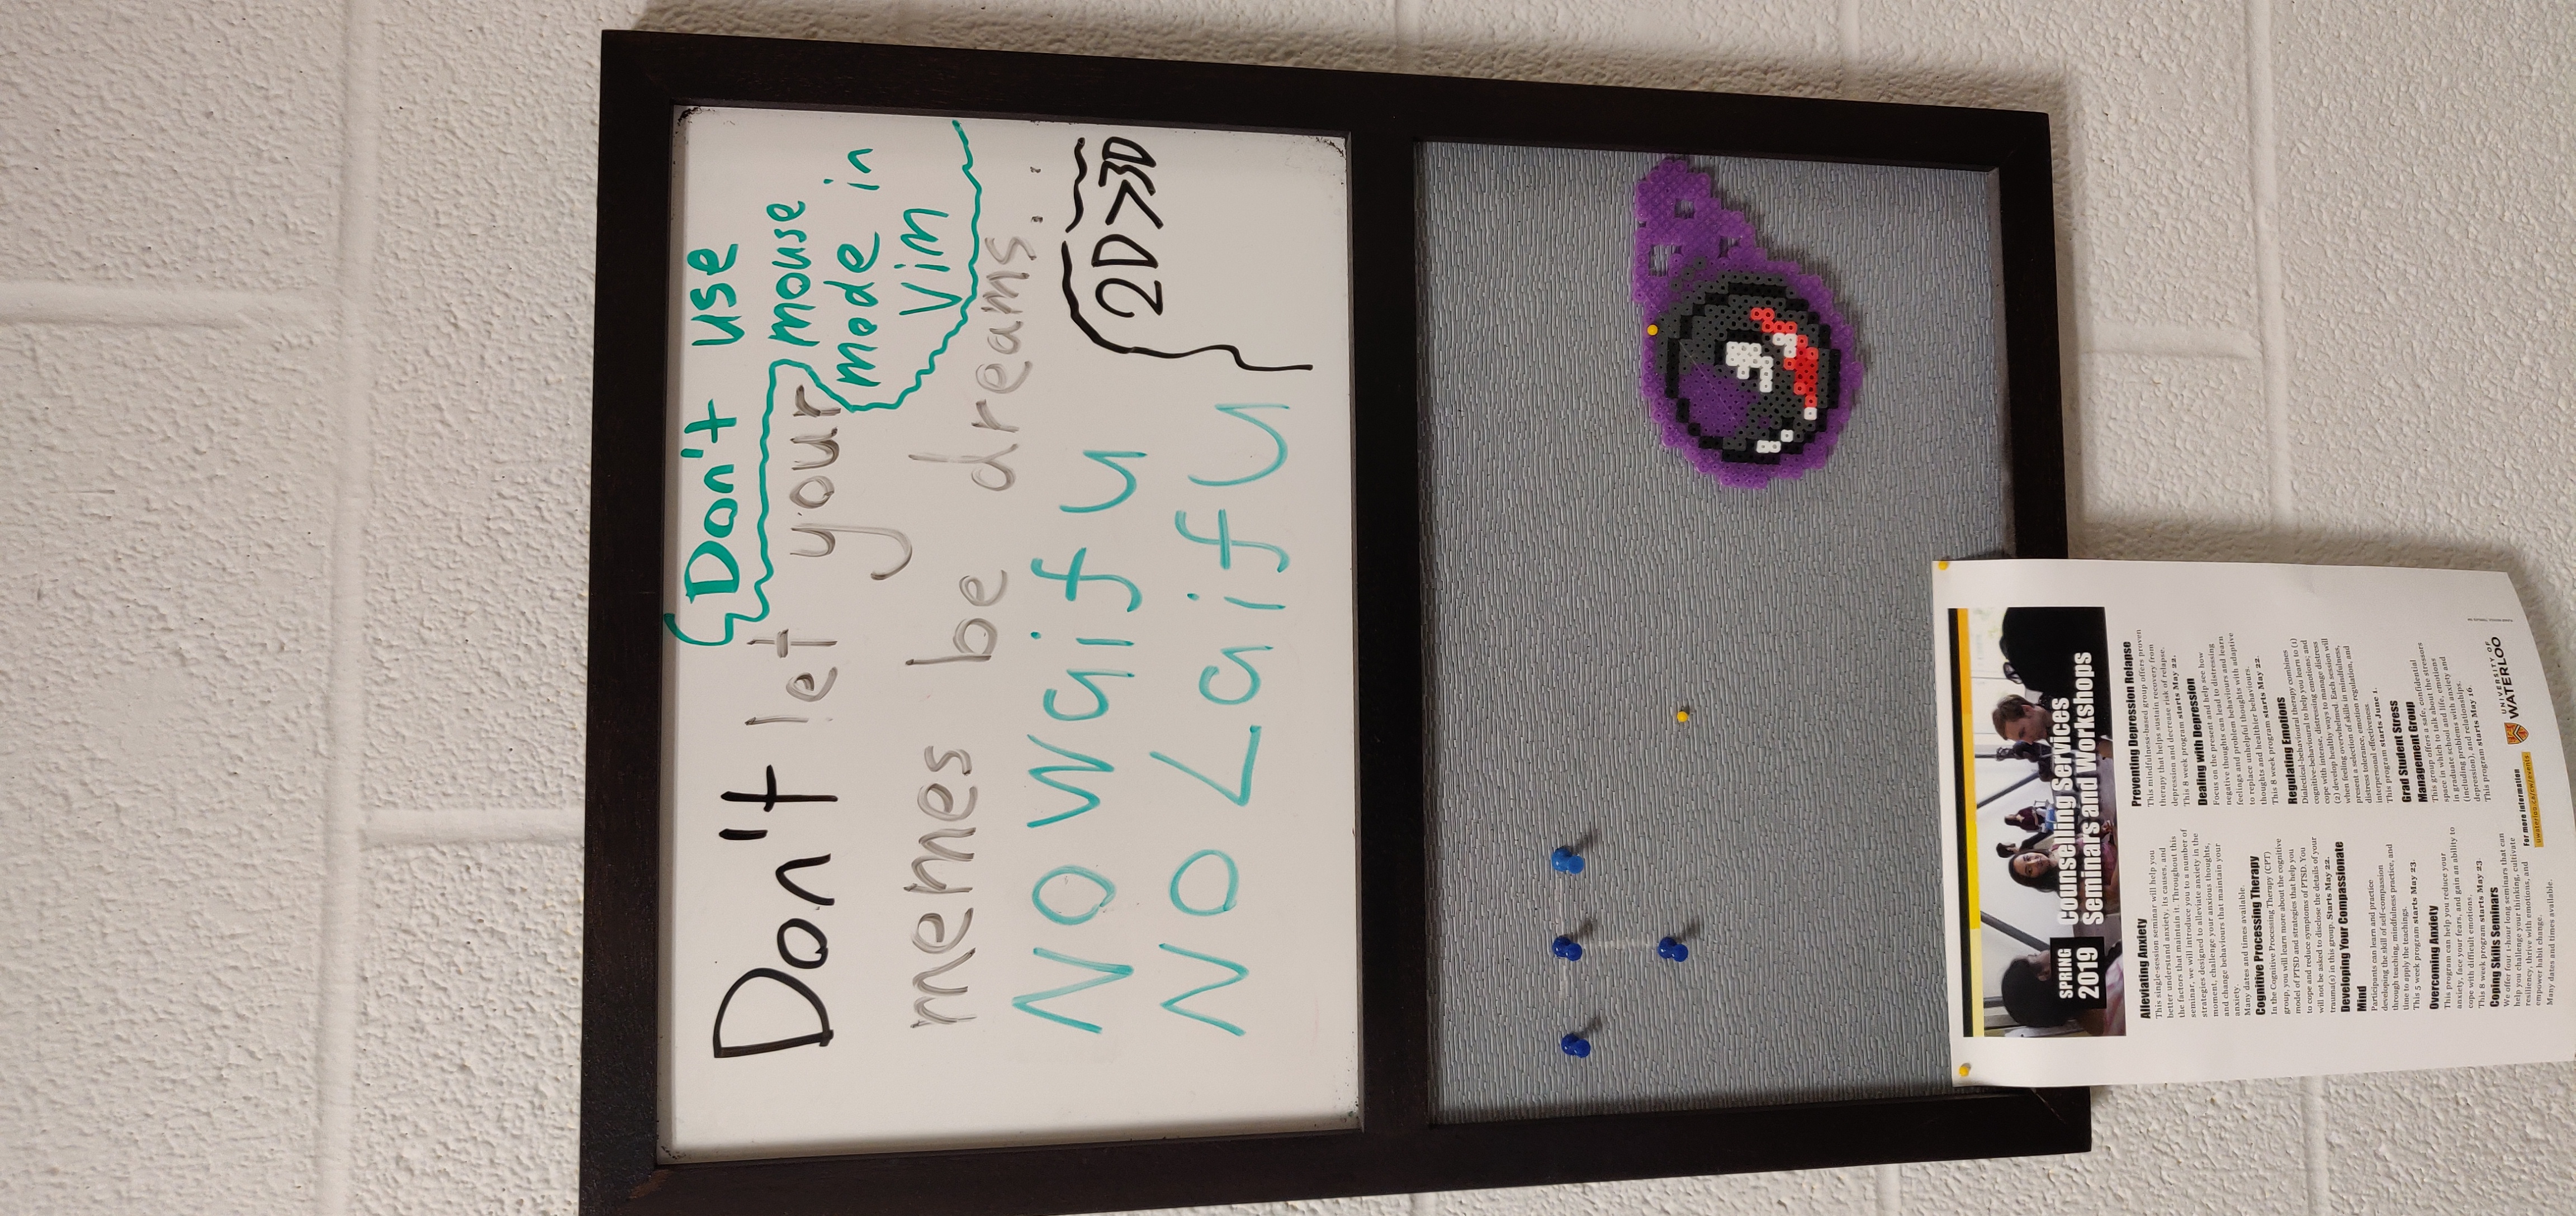 Don't let your
memes be dreams...
Don't use
mouse
mode in
Vim
No Waifu
No Laifu
2D>3D
SPRING
2019
Counselling Services
Seminars and Workshops
Alleviating Anxiety
This single-session seminar will help you
better understand anxiety, its causes, and
the factors that maintain it. Throughout this
seminar, we will introduce you to a number of
strategies designed to alleviate anxiety in the
moment, challenge your anxious thoughts,
and change behaviours that maintain your
anxiety.
Many dates and times available.
Cognitive Processing Therapy
In the Cognitive Processing Therapy (CPT)
group, you will learn more about the cognitive
model of PTSD and strategies that help you
to cope and reduce symptoms of PTSD. You
will not be asked to disclose the details of your
trauma(s) in this group. Starts May 22.
Developing Your Compassionate
Mind
Participants can learn and practice
developing the skill of self-compassion
through teaching, mindfulness practice, and
time to apply the teachings.
This 5 week program starts May 23.
Overcoming Anxiety
This program can help you reduce your
anxiety, face your fears, and gain an ability to
cope with difficult emotions.
This 8 week program starts May 23.
Coping Skills Seminars
We offer four 1-hour long seminars that can
help you challenge your thinking, cultivate
resiliency, thrive with emotions, and
empower habit change.
Many dates and times available.
Preventing Depression Relapse
This mindfulness-based group offers proven
therapy that helps sustain recovery from
depression and decrease risk of relapse.
This 8 week program starts May 22.
Dealing with Depression
Focus on the present and help see how
negative thoughts can lead to distressing
feelings and problem behaviours and learn
to replace unhelpful thoughts with adaptive
thoughts and healthier behaviours.
This 8 week program starts May 22.
Regulating Emotions
Dialectical-behavioural therapy combines
cognitive-behavioural to help you learn to (1)
cope with intense, distressing emotions; and
(2) develop healthy ways to manage distress
when feeling overwhelmed. Each session will
present a selection of skills in mindfulness,
distress tolerance, emotion regulation, and
interpersonal effectiveness.
This program starts June 1.
Grad Student Stress
Management Group
This group offers a safe, confidential
space in which to talk about the stressors
in graduate school and life, emotions
(including problems with anxiety and
depression), and relationships.
This program starts May 16.
For more information
uwaterloo.ca/cw/events
UNIVERSITY OF
WATERLOO